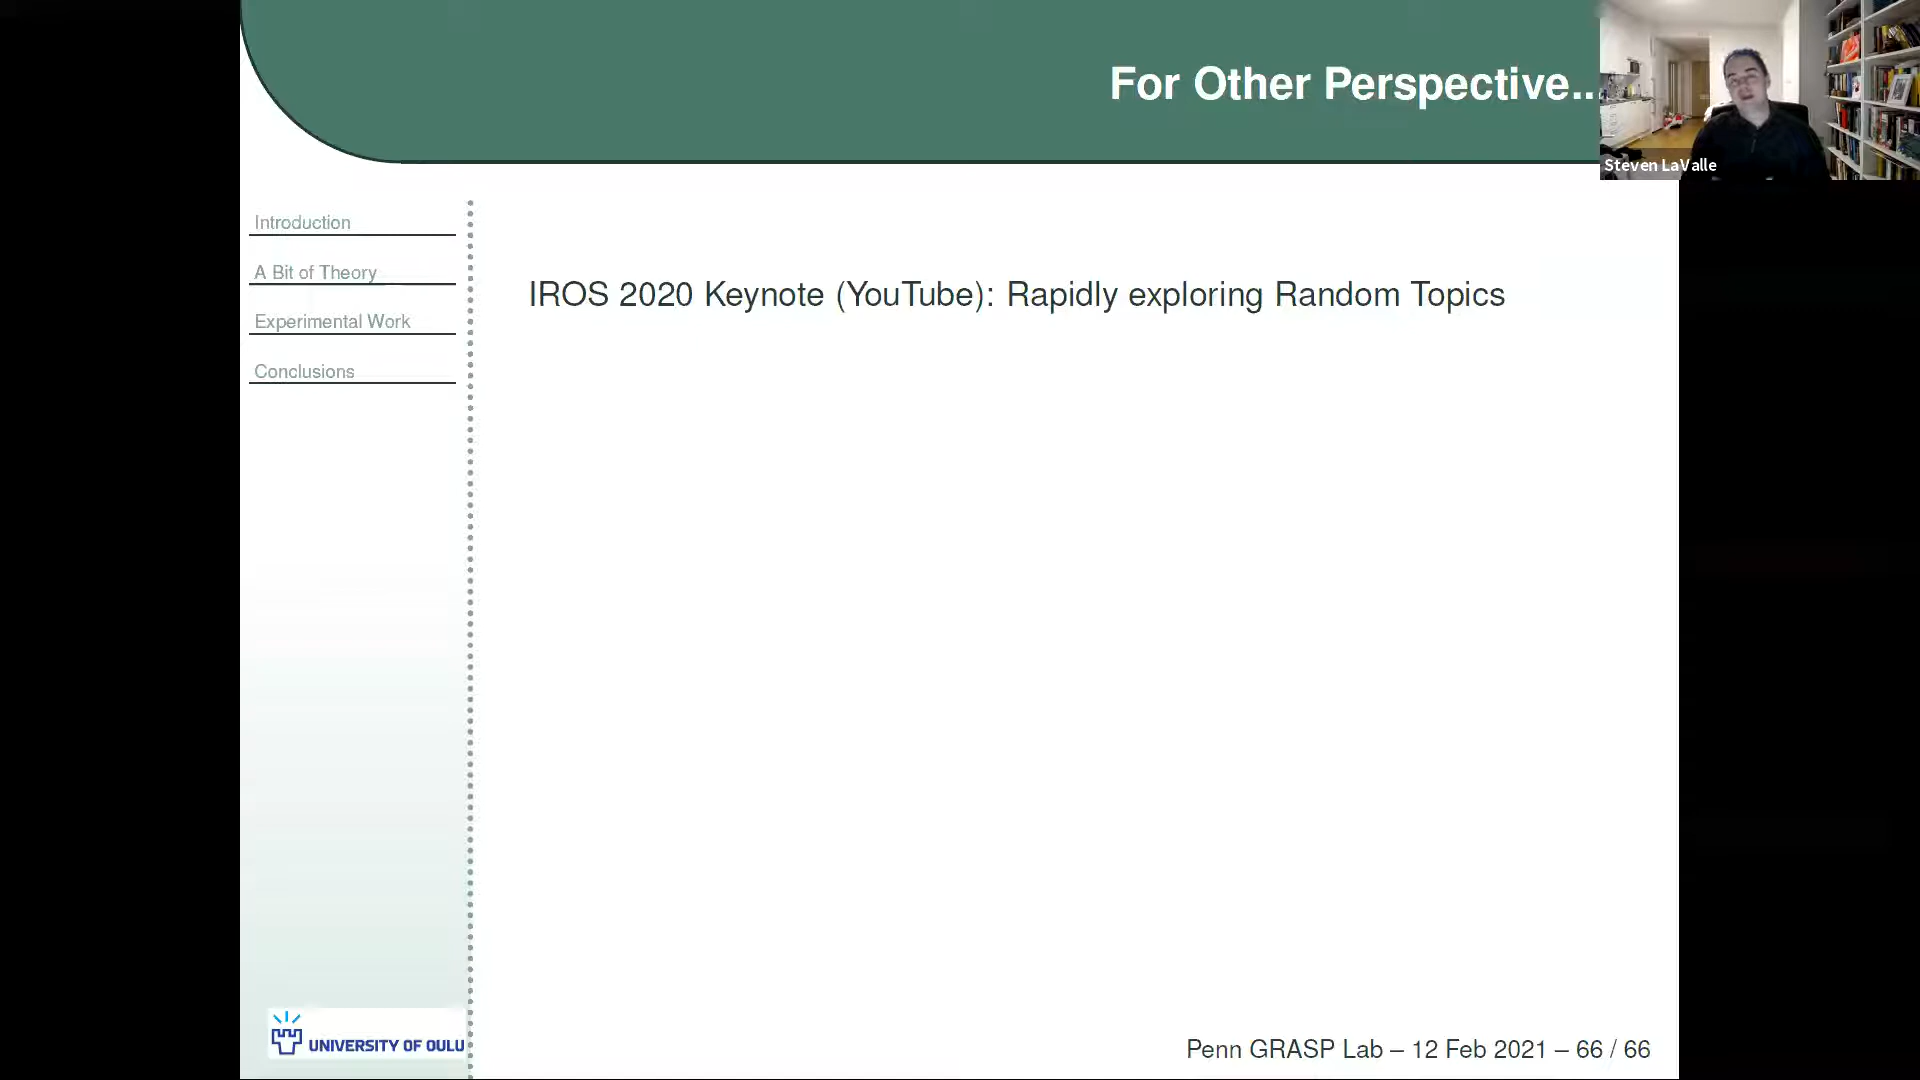 For Other Perspective..
Steven LaValle
Introduction
A Bit of Theory
Experimental Work
Conclusions
IROS 2020 Keynote (YouTube): Rapidly exploring Random Topics
UNIVERSITY OF OULU
Penn GRASP Lab – 12 Feb 2021 – 66 / 66